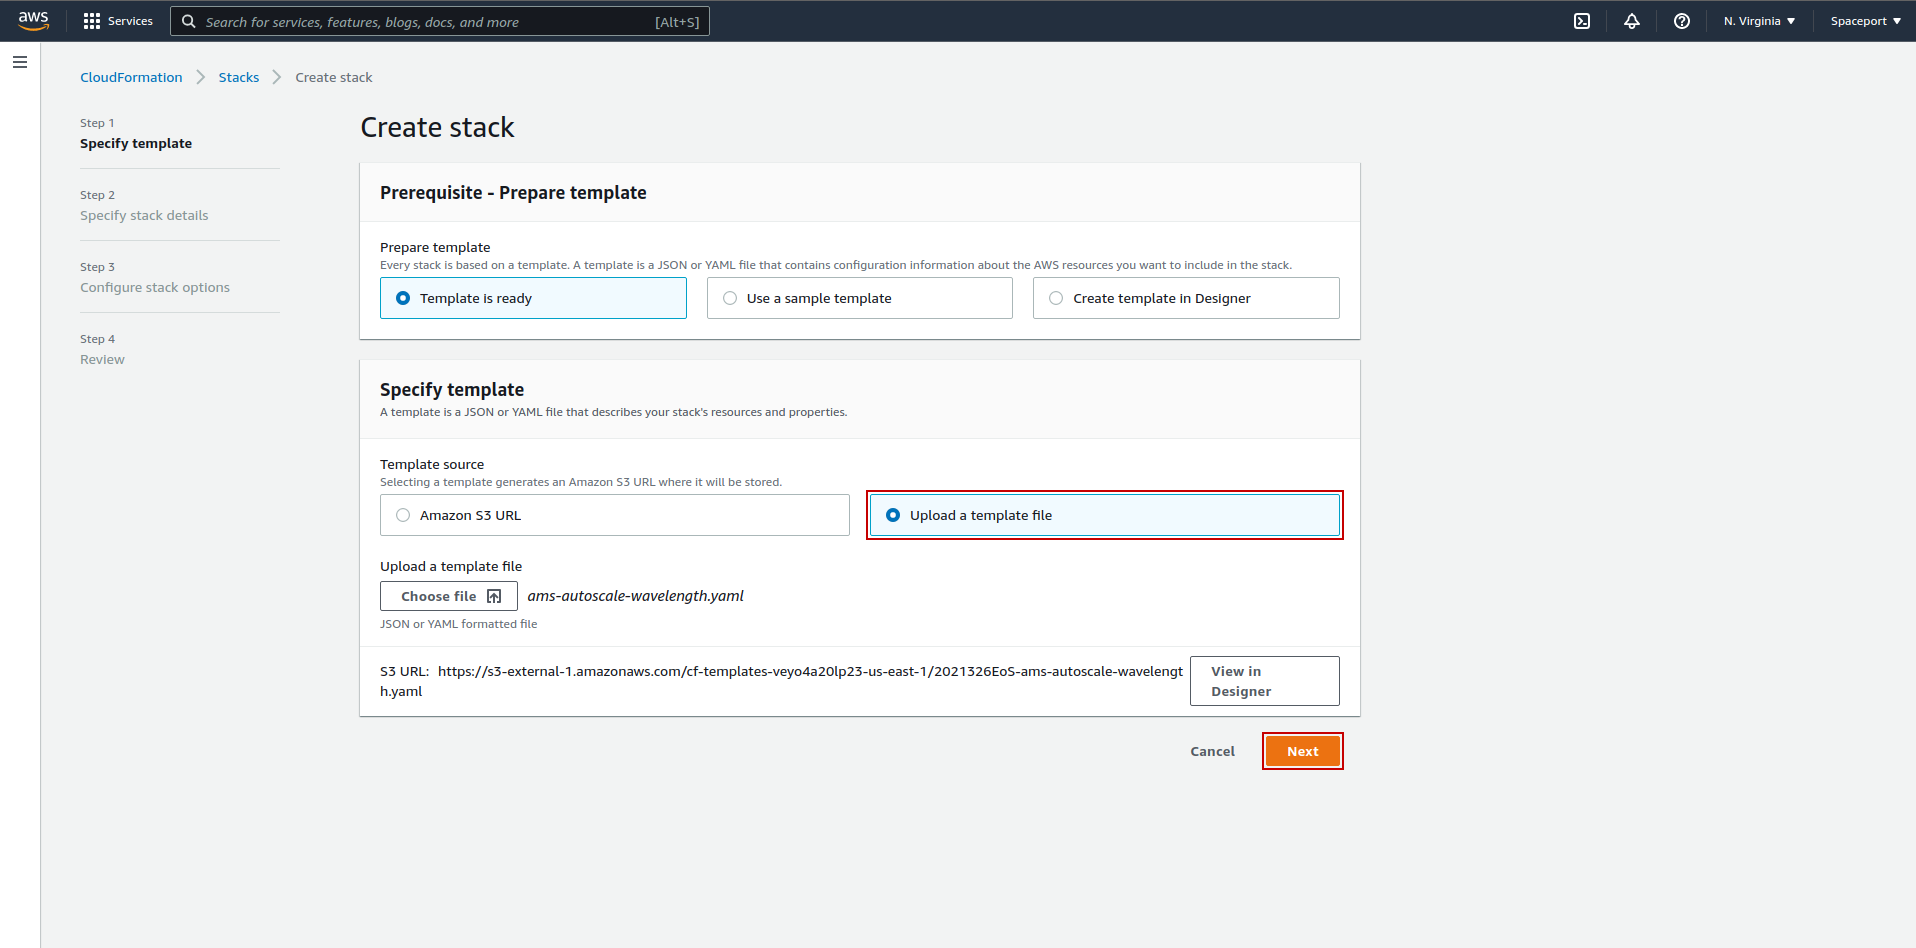 aws
Services
Search for services, features, blogs, docs, and more [Alt+S]
N. Virginia
Spaceport
CloudFormation
Stacks
Create stack
Step 1
Specify template
Step 2
Specify stack details
Step 3
Configure stack options
Step 4
Review
Create stack
Prerequisite - Prepare template
Prepare template
Every stack is based on a template. A template is a JSON or YAML file that contains configuration information about the AWS resources you want to include in the stack.
Template is ready
Use a sample template
Create template in Designer
Specify template
A template is a JSON or YAML file that describes your stack's resources and properties.
Template source
Selecting a template generates an Amazon S3 URL where it will be stored.
Amazon S3 URL
Upload a template file
Upload a template file
Choose file
ams-autoscale-wavelength.yaml
JSON or YAML formatted file
S3 URL: https://s3-external-1.amazonaws.com/cf-templates-veyo4a20lp23-us-east-1/2021326EoS-ams-autoscale-wavelengt
h.yaml
View in
Designer
Cancel
Next